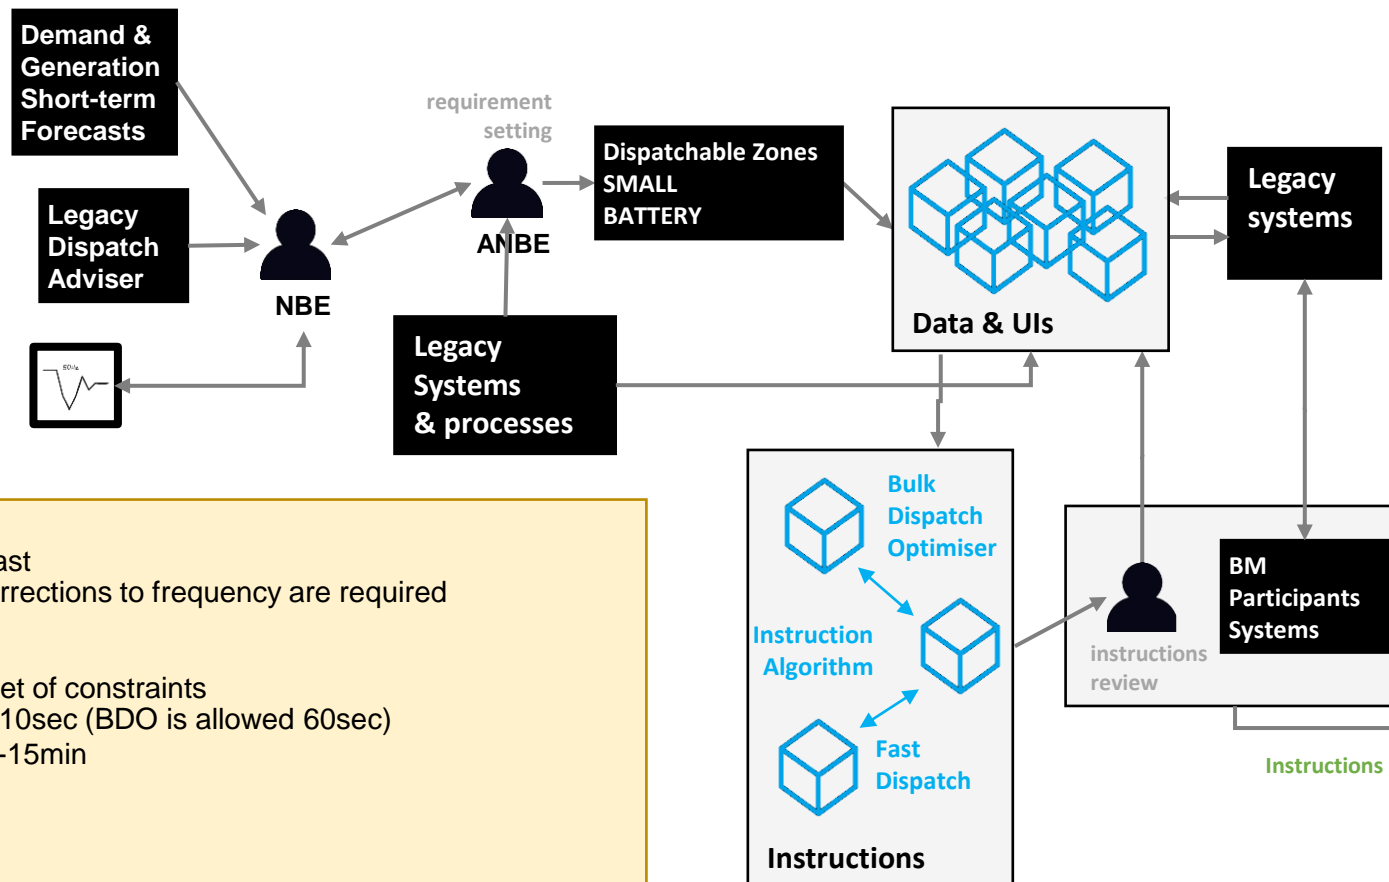 Demand &
Generation
Short-term
Forecasts
requirement
setting
Legacy
Dispatch
Adviser
NBE
ANBE
Dispatchable Zones
SMALL
BATTERY
Data & UIs
Legacy
systems
50Hz
Legacy
Systems
& processes
ast
rrections to frequency are required
et of constraints
10sec (BDO is allowed 60sec)
-15min
Bulk
Dispatch
Optimiser
Instruction
Algorithm
Fast
Dispatch
Instructions
instructions
review
BM
Participants
Systems
Instructions